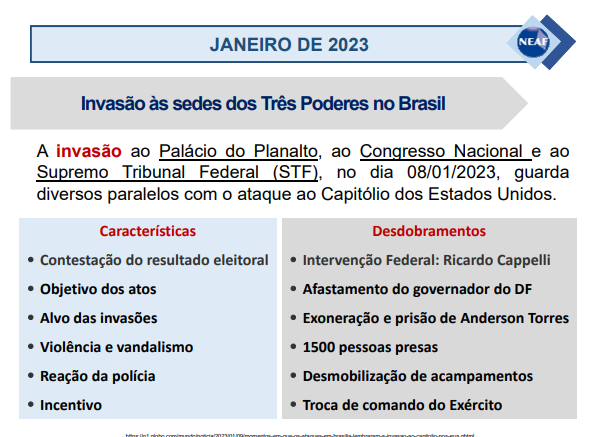 JANEIRO DE 2023
NEAF
Invasão às sedes dos Três Poderes no Brasil
A invasão ao Palácio do Planalto, ao Congresso Nacional e ao
Supremo Tribunal Federal (STF), no dia 08/01/2023, guarda
diversos paralelos com o ataque ao Capitólio dos Estados Unidos.
Características
• Contestação do resultado eleitoral
• Objetivo dos atos
• Alvo das invasões
• Violência e vandalismo
• Reação da polícia
• Incentivo
Desdobramentos
• Intervenção Federal: Ricardo Cappelli
• Afastamento do governador do DF
• Exoneração e prisão de Anderson Torres
• 1500 pessoas presas
• Desmobilização de acampamentos
• Troca de comando do Exército